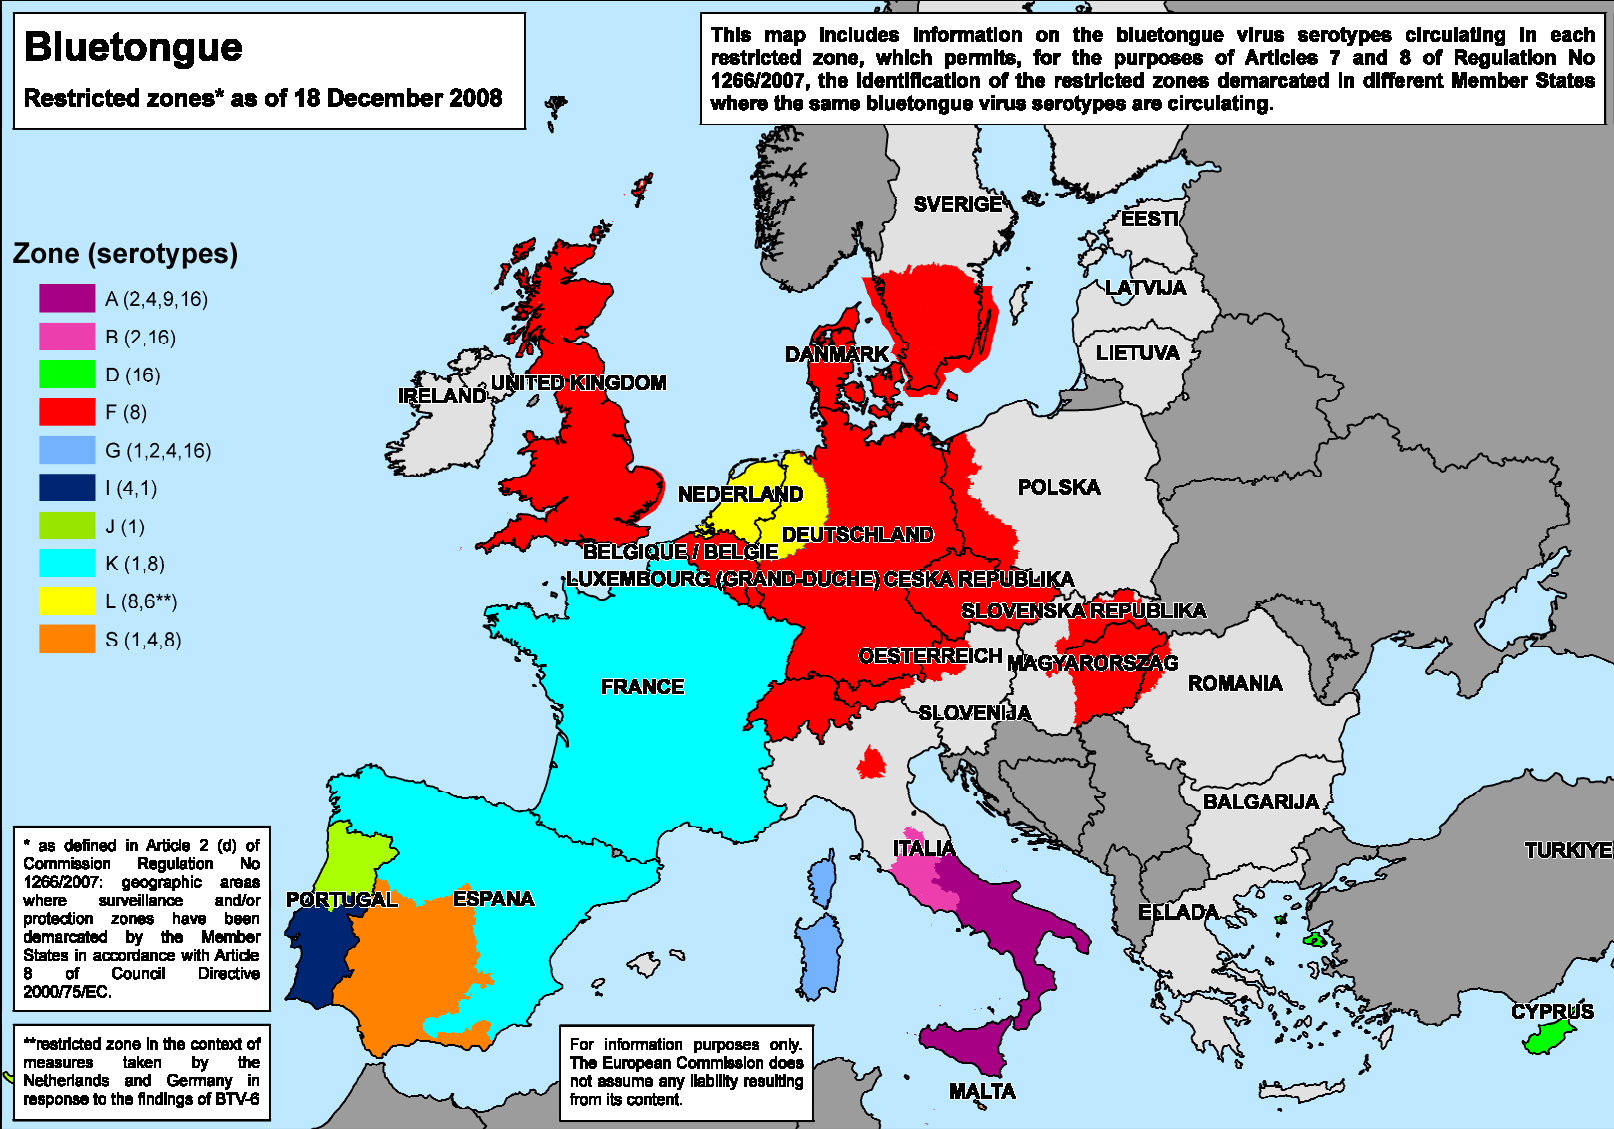 Bluetongue
Restricted zones* as of 18 December 2008
This map includes information on the bluetongue virus serotypes circulating in each
restricted zone, which permits, for the purposes of Articles 7 and 8 of Regulation No
1266/2007, the identification of the restricted zones demarcated in different Member States
where the same bluetongue virus serotypes are circulating.
Zone (serotypes)
A (2,4,9,16)
B (2,16)
D (16)
F (8)
G (1,2,4,16)
I (4,1)
J (1)
K (1,8)
L (8,6**)
S (1,4,8)
SVERIGE
EESTI
LATVIJA
LIETUVA
DANMARK
UNITED KINGDOM
IRELAND
POLSKA
NEDERLAND
DEUTSCHLAND
BELGIQUE / BELGIE
LUXEMBOURG (GRAND-DUCHE)
CESKA REPUBLIKA
SLOVENSKA REPUBLIKA
OESTERREICH
MAGYARORSZAG
FRANCE
ROMANIA
SLOVENIJA
BALGARIJA
ITALIA
TURKIYE
PORTUGAL
ESPANA
ELLADA
CYPRUS
MALTA
* as defined in Article 2 (d) of
Commission Regulation No
1266/2007: geographic areas
where surveillance and/or
protection zones have been
demarcated by the Member
States in accordance with Article
8 of Council Directive
2000/75/EC.
**restricted zone in the context of
measures taken by the
Netherlands and Germany in
response to the findings of BTV-6
For information purposes only.
The European Commission does
not assume any liability resulting
from its content.